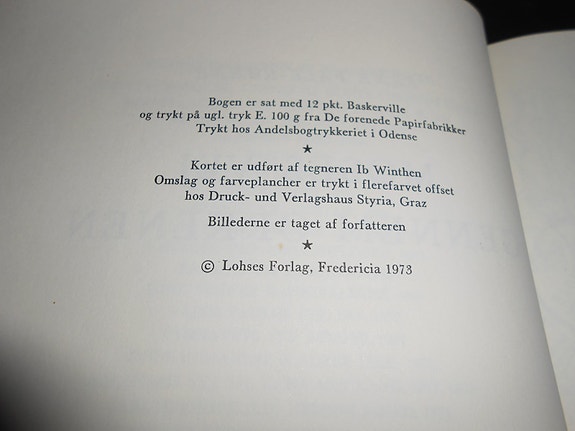 Bogen er sat med 12 pkt. Baskerville
og trykt på ugl. tryk E. 100 g fra De forenede Papirfabrikker
Trykt hos Andelsbogtrykkeriet i Odense
★
Kortet er udført af tegneren Ib Winthen
Omslag og farveplancher er trykt i flerefarvet offset
hos Druck- und Verlagshaus Styria, Graz
Billederne er taget af forfatteren
★
© Lohses Forlag, Fredericia 1973